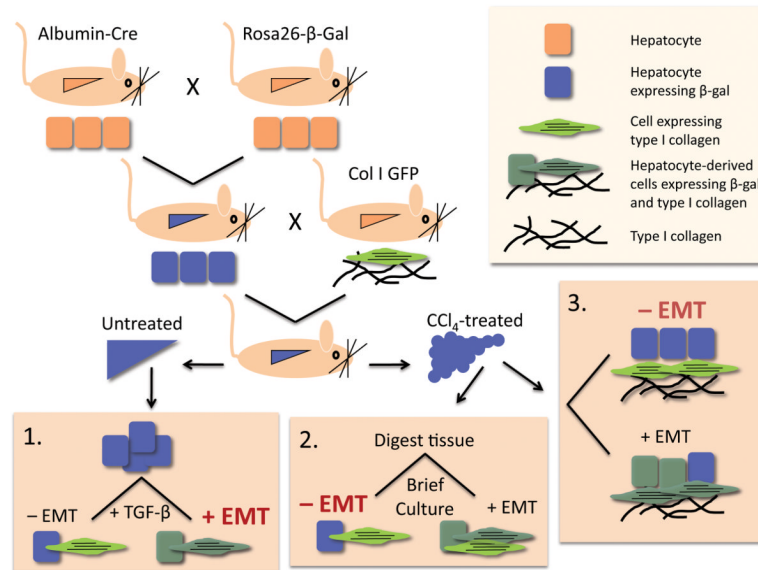 Albumin-Cre
Rosa26-β-Gal
X
Col I GFP
X
Untreated
CCl₄-treated
Hepatocyte
Hepatocyte
expressing β-gal
Cell expressing
type I collagen
Hepatocyte-derived
cells expressing β-gal
and type I collagen
Type I collagen
1.
– EMT
+ TGF-β
+ EMT
2.
Digest tissue
– EMT
Brief
Culture
+ EMT
3.
– EMT
+ EMT